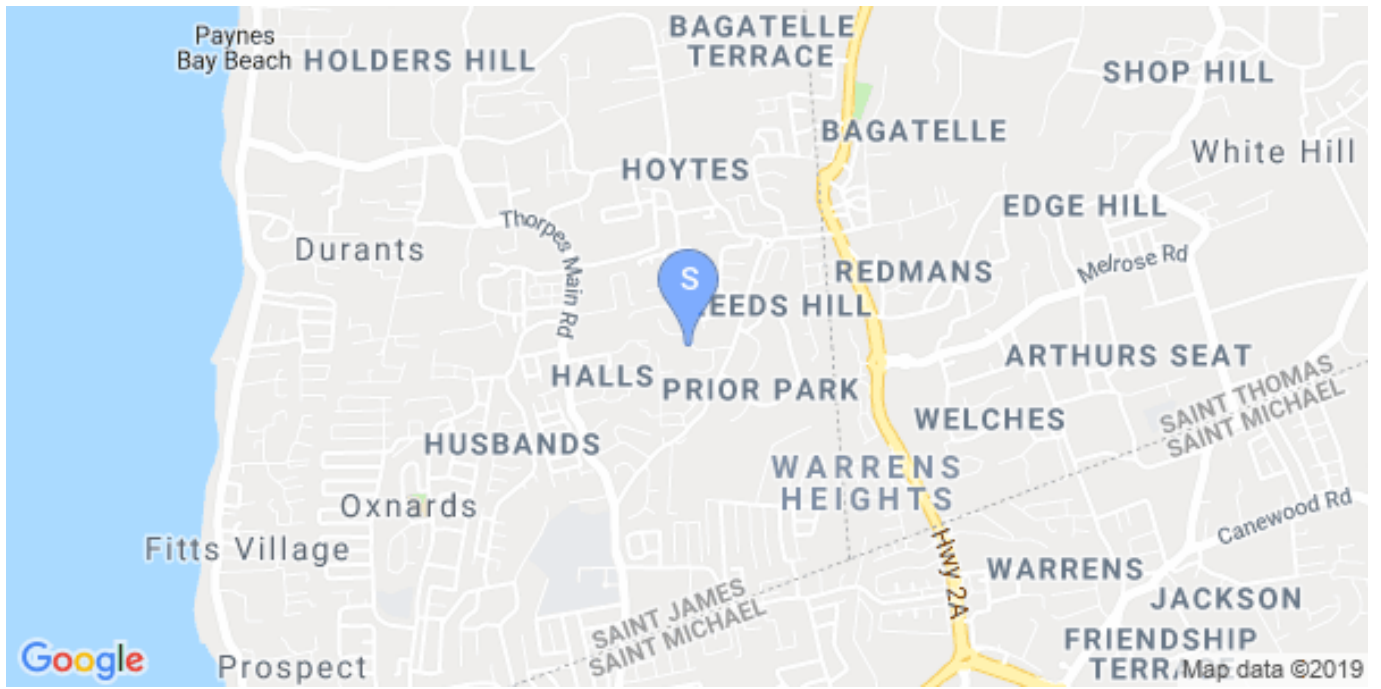 Paynes
Bay Beach
HOLDERS HILL
BAGATELLE
TERRACE
SHOP HILL
BAGATELLE
White Hill
HOYTES
EDGE HILL
Thorpes Main Rd
Durants
Melrose Rd
REDMANS
S
EEDS HILL
ARTHURS SEAT
HALLS
PRIOR PARK
SAINT THOMAS
SAINT MICHAEL
WELCHES
HUSBANDS
WARRENS
HEIGHTS
Oxnards
Canewood Rd
Fitts Village
Hwy 2A
WARRENS
JACKSON
SAINT JAMES
SAINT MICHAEL
FRIENDSHIP
TERRA
Google
Prospect
Map data ©2019